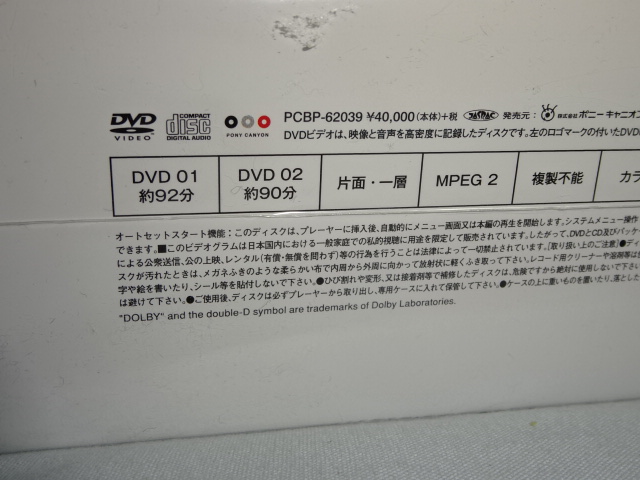 DVD VIDEO COMPACT disc DIGITAL AUDIO PONY CANYON PCBP-62039 ¥40,000(本体)+税 発売元: 株式会社 ポニーキャニオン
DVDビデオは、映像と音声を高密度に記録したディスクです。左のロゴマークの付いたDVD
DVD 01 約92分 DVD 02 約90分 片面・一層 MPEG 2 複製不能 カラ
オートセットスタート機能:このディスクは、プレーヤーに挿入後、自動的にメニュー画面又は本編の再生を開始します。システムメニュー操作
できます。■このビデオグラムは日本国内における一般家庭での私的視聴に用途を限定して販売されています。したがって、DVDとCD及びパッケ
による公衆送信、公の上映、レンタル(有償・無償を問わず)等の行為を行うことは法律によって一切禁止されています。[取り扱い上のご注意]●ディ
スクが汚れたときは、メガネふきのような柔らかい布で内周から外周に向かって放射状に軽くふき取って下さい。レコード用クリーナーや溶剤等は
字や絵を書いたり、シール等を貼付しないで下さい。●ひび割れや変形、又は接着剤等で補修したディスクは、危険ですから絶対に使用しないで下さい
は避けて下さい。●ご使用後、ディスクは必ずプレーヤーから取り出し、専用ケースに入れて保管して下さい。●ケースの上に重いものを置いたり、落とした
"DOLBY" and the double-D symbol are trademarks of Dolby Laboratories.